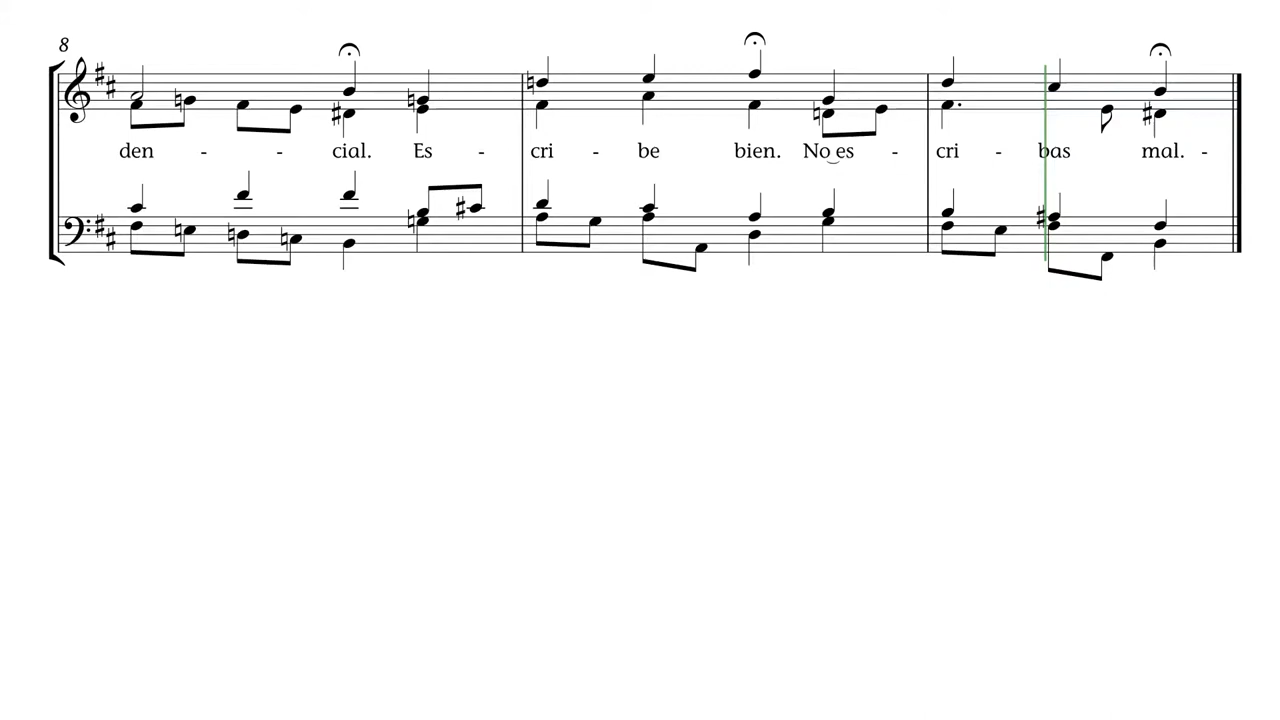 8
den - - cial. Es - cri - be bien. No‿es - cri - bas mal. -